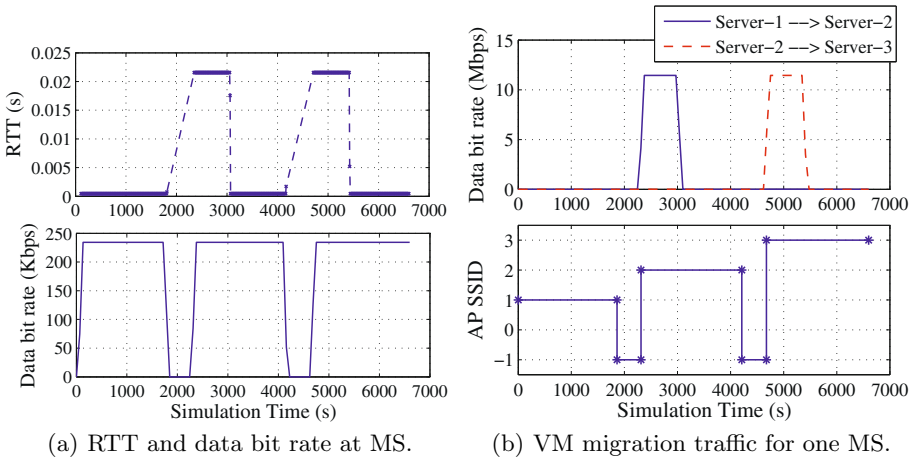 0.025
0.02
0.015
0.01
0.005
0
RTT (s)
0 1000 2000 3000 4000 5000 6000 7000
250
200
150
100
50
0
Data bit rate (Kbps)
0 1000 2000 3000 4000 5000 6000 7000
Simulation Time (s)
(a) RTT and data bit rate at MS.
Server-1 −−> Server-2
Server-2 −−> Server-3
15
10
5
0
Data bit rate (Mbps)
0 1000 2000 3000 4000 5000 6000 7000
3
2
1
0
−1
AP SSID
0 1000 2000 3000 4000 5000 6000 7000
Simulation Time (s)
(b) VM migration traffic for one MS.